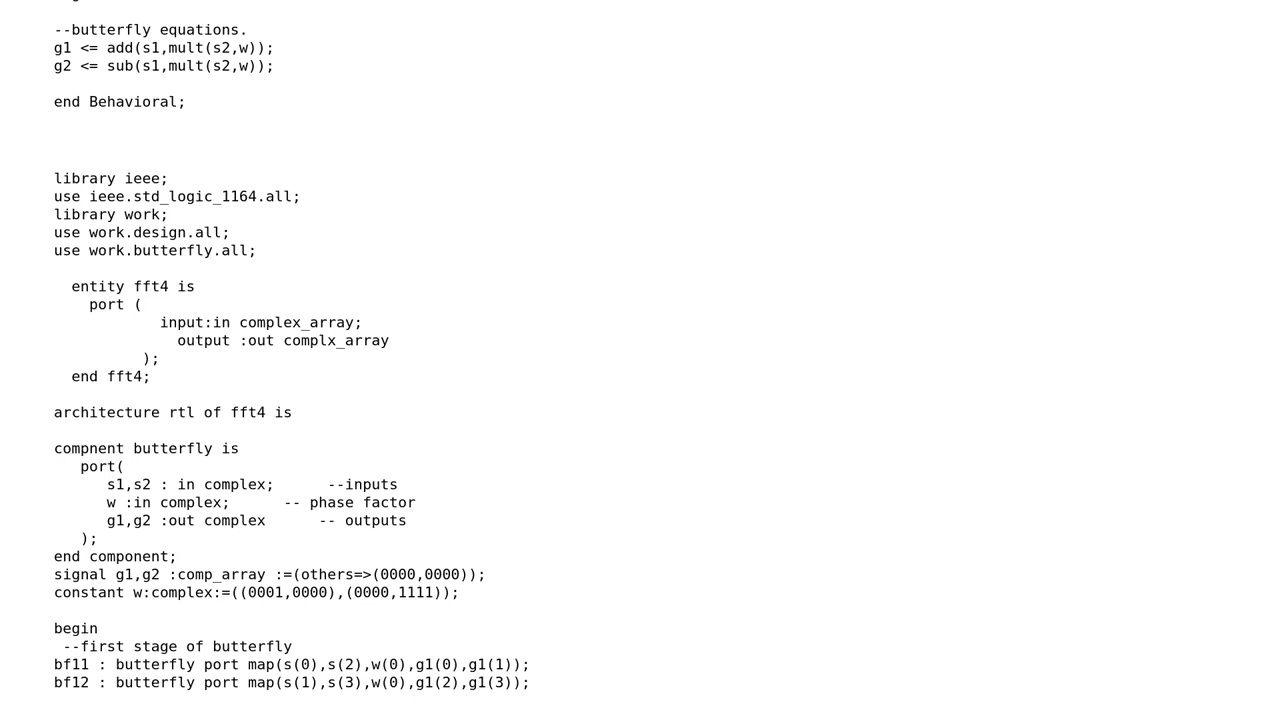 --butterfly equations.
g1 <= add(s1,mult(s2,w));
g2 <= sub(s1,mult(s2,w));
end Behavioral;
library ieee;
use ieee.std_logic_1164.all;
library work;
use work.design.all;
use work.butterfly.all;
entity fft4 is
port (
input:in complex_array;
output :out complx_array
);
end fft4;
architecture rtl of fft4 is
compnent butterfly is
port(
s1,s2 : in complex;      --inputs
w :in complex;      -- phase factor
g1,g2 :out complex      -- outputs
);
end component;
signal g1,g2 :comp_array :=(others=>(0000,0000));
constant w:complex:=((0001,0000),(0000,1111));
begin
--first stage of butterfly
bf11 : butterfly port map(s(0),s(2),w(0),g1(0),g1(1));
bf12 : butterfly port map(s(1),s(3),w(0),g1(2),g1(3));